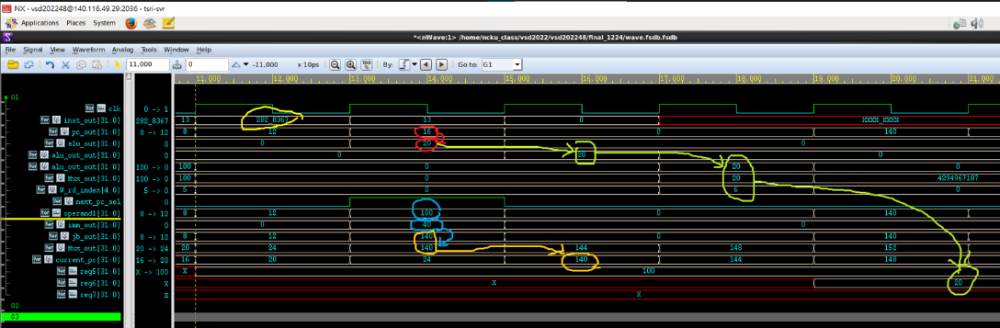 NX - vsd202248@140.116.49.29:2036 - tsri-svr
Applications Places System
*<nWave:1> /home/ncku_class/vsd2022/vsd202248/final_1224/wave.fsdb.fsdb
File Signal View Waveform Analog Tools Window Help
11,000 0 -11,000 x 10ps 100 % By: Go to: G1
11,000 12,000 13,000 14,000 15,000 16,000 17,000 18,000 19,000 20,000 21,000
G1
clk 0 -> 1
inst_out[31:0] 282_8367 13 282_8367 13 0 XXXX_XXXX
pc_out[31:0] 8 -> 12 8 12 16 0 140
alu_out[31:0] 0 0 20 0
alu_out_out[31:0] 0 0 20 0
alu_out_out[31:0] 100 -> 0 100 0 20 0
Mux_out[31:0] 100 -> 0 100 0 20 4294967187
W_rd_index[4:0] 5 -> 0 5 0 6 0
next_pc_sel 0
operand1[31:0] 8 -> 12 8 12 100 0 140
imm_out[31:0] 0 0 40 0
jb_out[31:0] 8 -> 12 8 12 140 0 140
Mux_out[31:0] 20 -> 24 20 24 140 144 148 152
current_pc[31:0] 16 -> 20 16 20 24 140 144 148
reg5[31:0] X -> 100 X 100
reg6[31:0] X X 20
reg7[31:0] X X
G2
G3